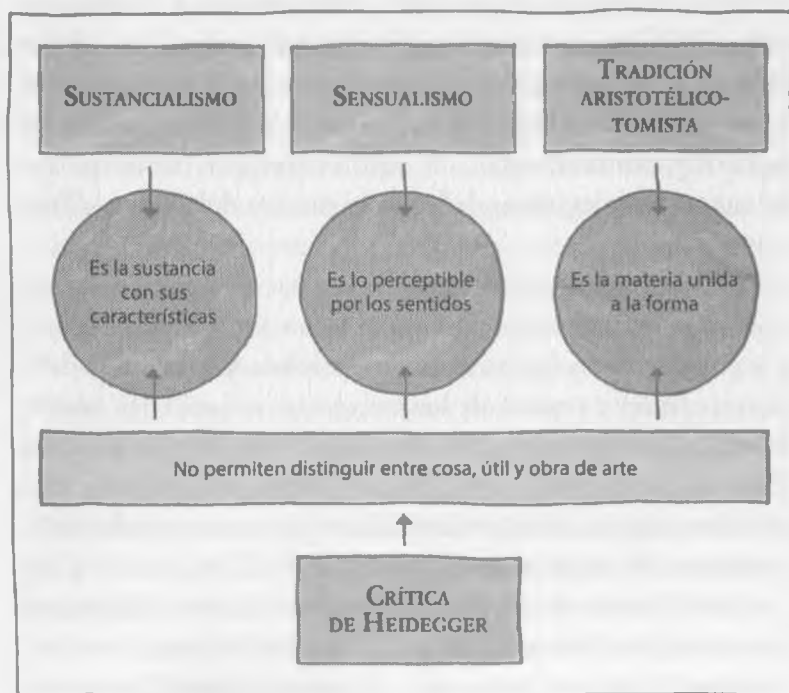 SUSTANCIALISMO
SENSUALISMO
TRADICIÓN
ARISTOTÉLICO-
TOMISTA
Es la sustancia
con sus
características
Es lo perceptible
por los sentidos
Es la materia unida
a la forma
No permiten distinguir entre cosa, útil y obra de arte
CRÍTICA
DE HEIDEGGER